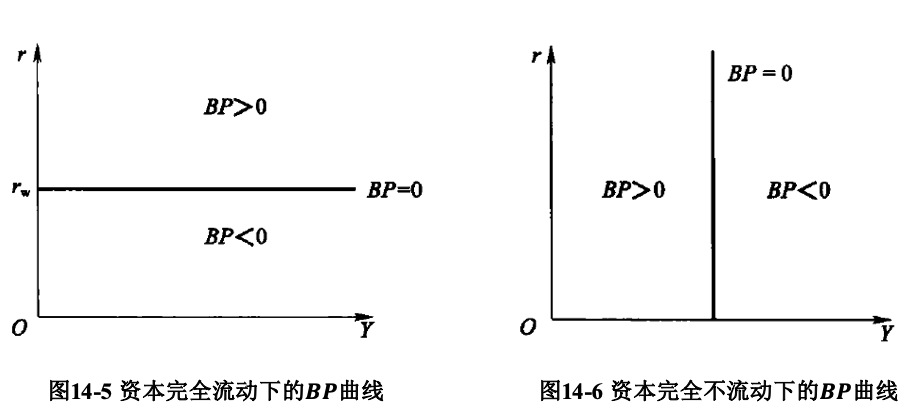 r
BP>0
r_w
BP=0
BP<0
O
Y
图14-5 资本完全流动下的BP曲线
r
BP = 0
BP>0
BP<0
O
Y
图14-6 资本完全不流动下的BP曲线